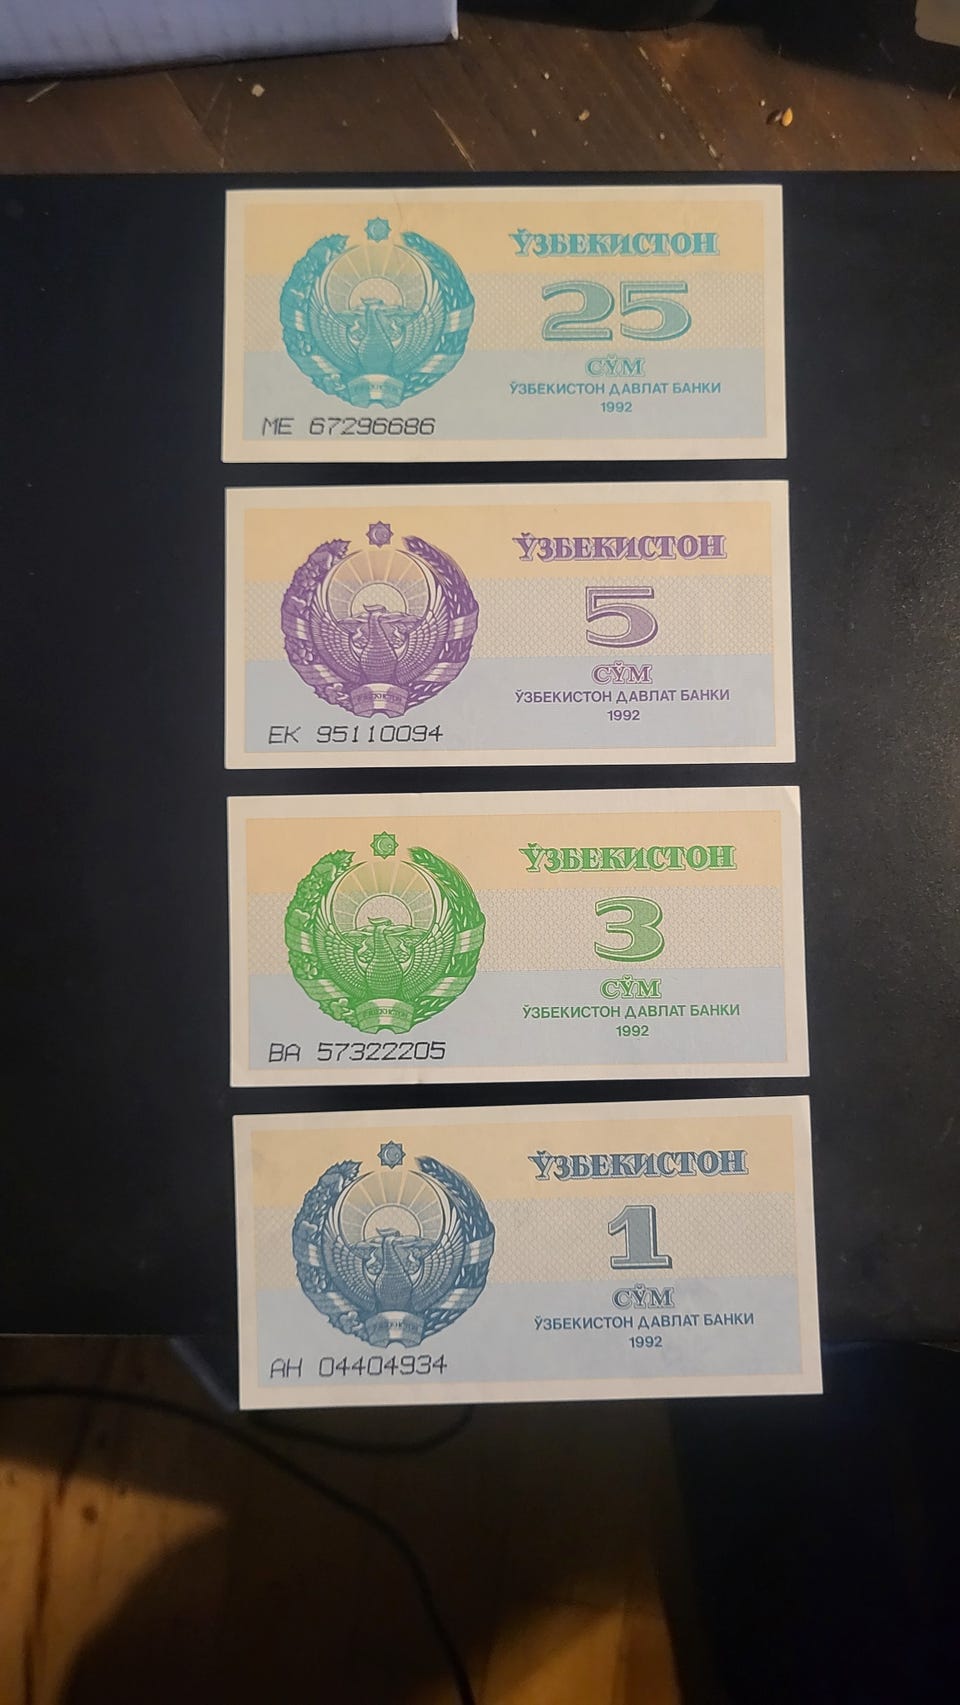 ЎЗБЕКИСТОН
25
СЎМ
ЎЗБЕКИСТОН ДАВЛАТ БАНКИ
1992
МЕ 67296686
ЎЗБЕКИСТОН
5
СЎМ
ЎЗБЕКИСТОН ДАВЛАТ БАНКИ
1992
ЕК 95110094
ЎЗБЕКИСТОН
3
СЎМ
ЎЗБЕКИСТОН ДАВЛАТ БАНКИ
1992
ВА 57322205
ЎЗБЕКИСТОН
1
СЎМ
ЎЗБЕКИСТОН ДАВЛАТ БАНКИ
1992
АН 04404934